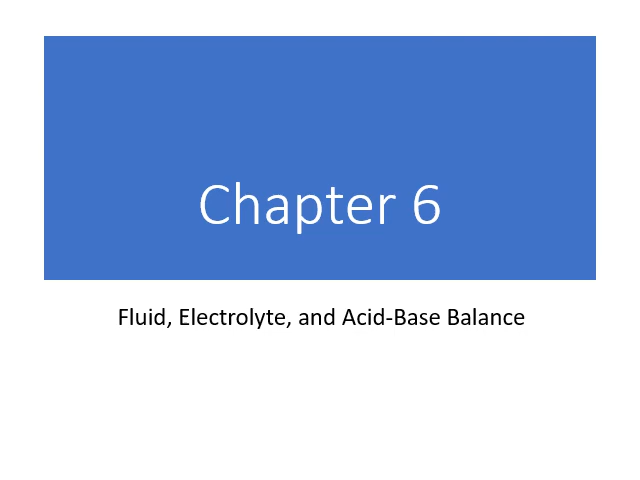 Chapter 6
Fluid, Electrolyte, and Acid-Base Balance